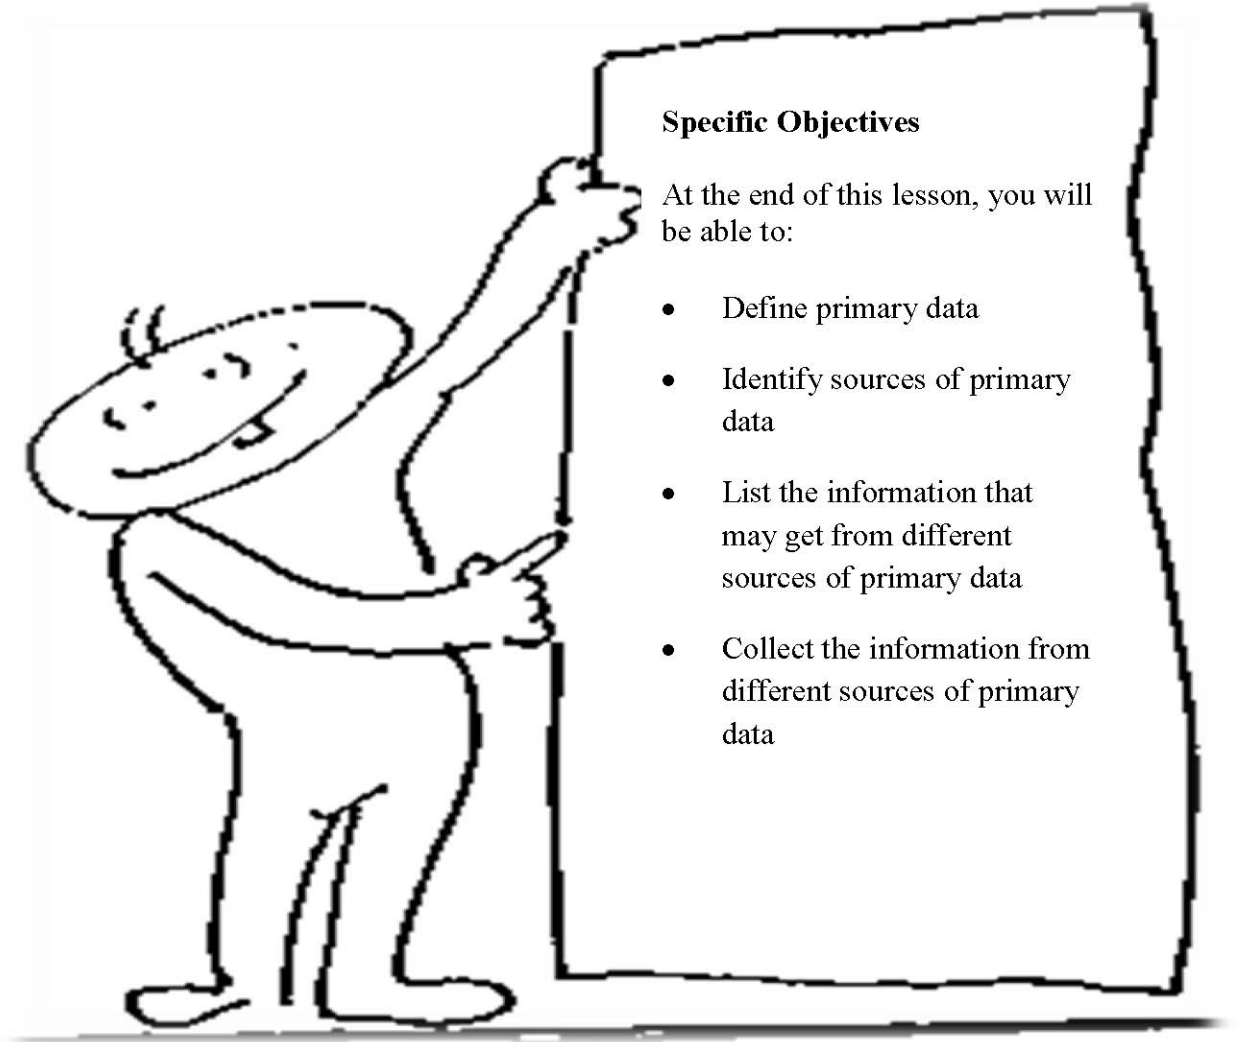 Specific Objectives
At the end of this lesson, you will
be able to:
• Define primary data
• Identify sources of primary
data
• List the information that
may get from different
sources of primary data
• Collect the information from
different sources of primary
data